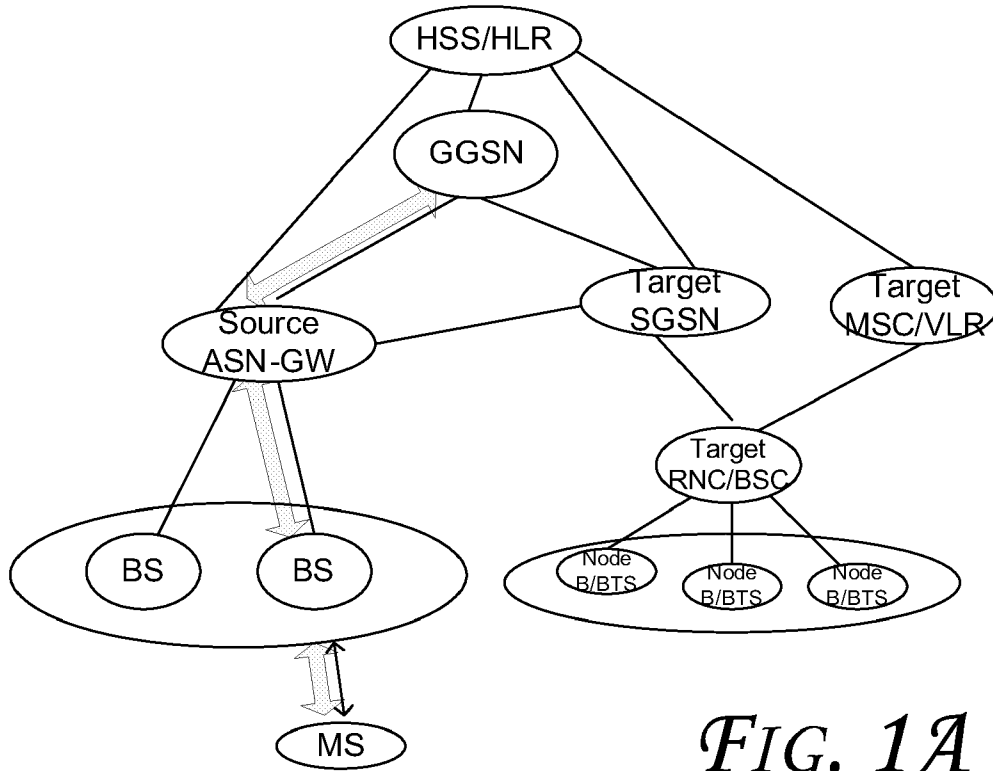 HSS/HLR
GGSN
Source
ASN-GW
Target
SGSN
Target
MSC/VLR
Target
RNC/BSC
BS
BS
Node
B/BTS
Node
B/BTS
Node
B/BTS
MS
FIG. 1A